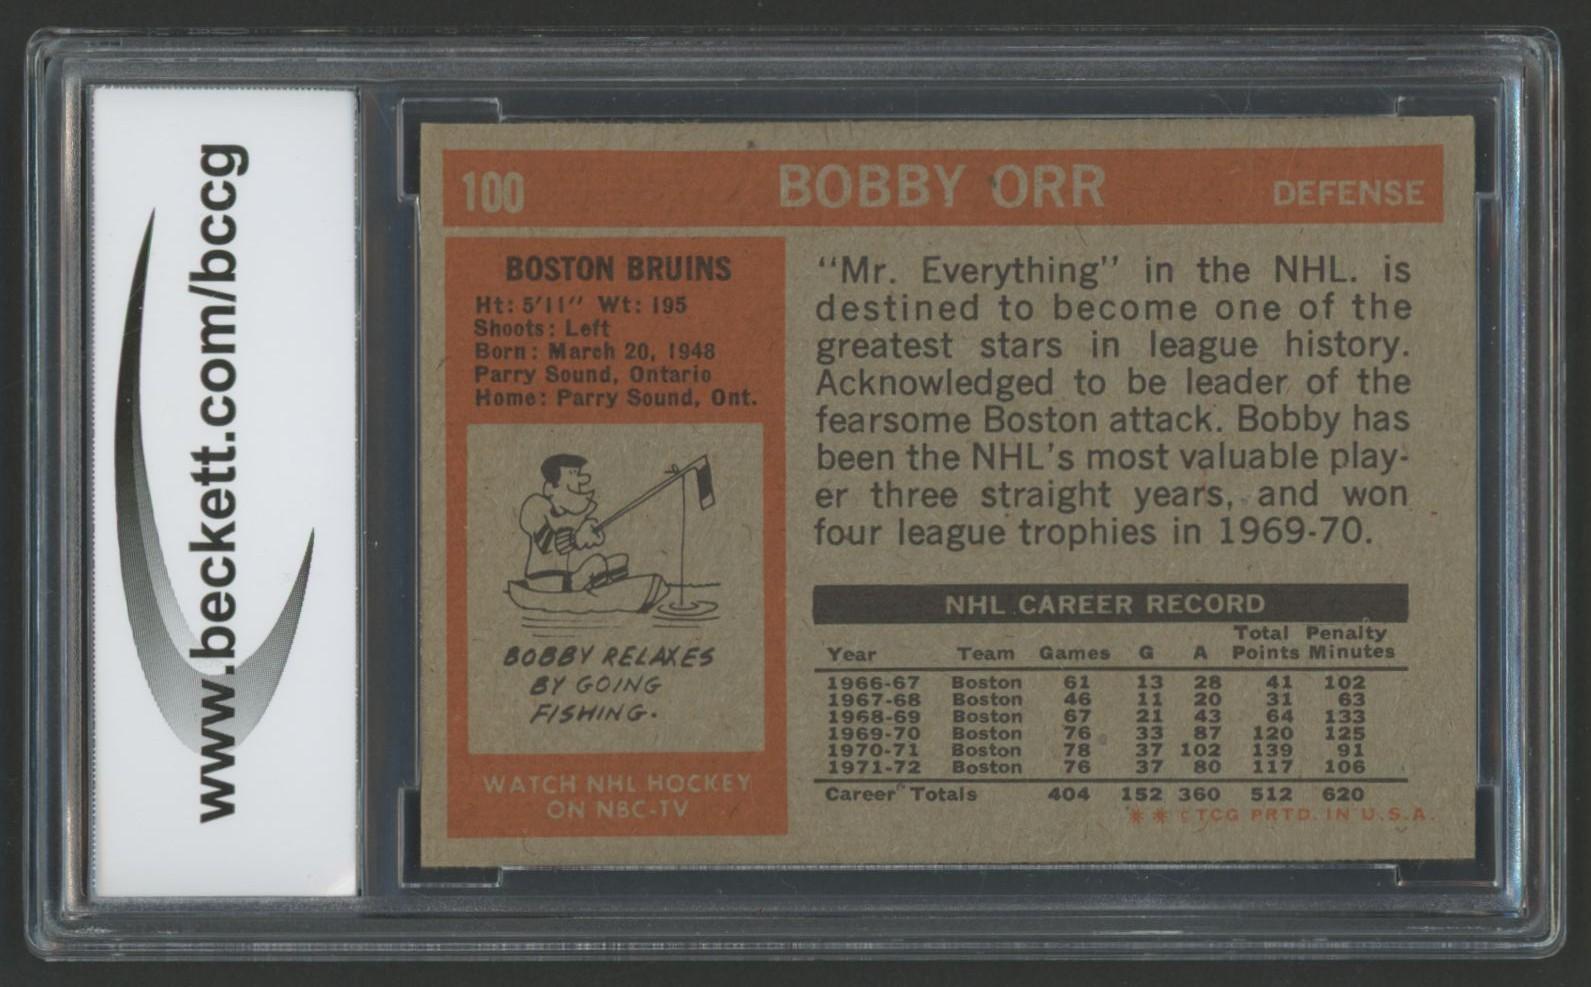 www.beckett.com/bccg
100 BOBBY ORR DEFENSE
BOSTON BRUINS
Ht: 5'11" Wt: 195
Shoots: Left
Born: March 20, 1948
Parry Sound, Ontario
Home: Parry Sound, Ont.
BOBBY RELAXES
BY GOING
FISHING.
WATCH NHL HOCKEY
ON NBC-TV
"Mr. Everything" in the NHL. is
destined to become one of the
greatest stars in league history.
Acknowledged to be leader of the
fearsome Boston attack. Bobby has
been the NHL's most valuable play-
er three straight years, and won
four league trophies in 1969-70.
NHL CAREER RECORD
Total Penalty
Year Team Games G A Points Minutes
1966-67 Boston 61 13 28 41 102
1967-68 Boston 46 11 20 31 63
1968-69 Boston 67 21 43 64 133
1969-70 Boston 76 33 87 120 125
1970-71 Boston 78 37 102 139 91
1971-72 Boston 76 37 80 117 106
Career Totals 404 152 360 512 620
** ©TCG PRTD. IN U.S.A.